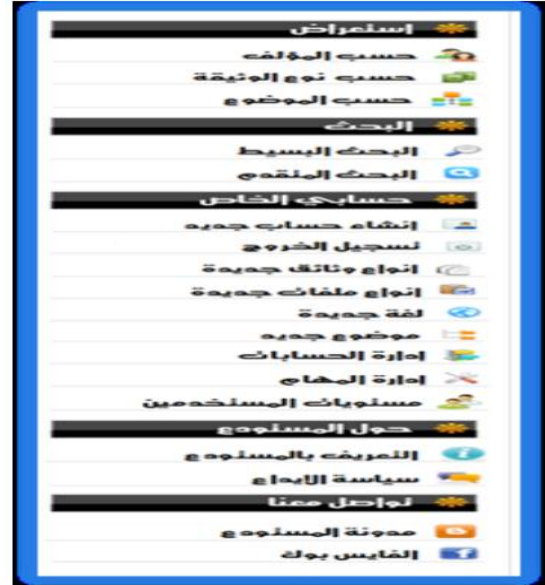 استعراض
حسب المؤلف
حسب نوع الوثيقة
حسب الموضوع
البحث
البحث البسيط
البحث المتقدم
حسابي الخاص
إنشاء حساب جديد
تسجيل الخروج
انواع وثائق جديدة
انواع ملفات جديدة
لغة جديدة
موضوع جديد
إدارة الحسابات
إدارة المهام
مستويات المستخدمين
حول المستودع
التعريف بالمستودع
سياسة الإيداع
تواصل معنا
مدونة المستودع
الفايس بوك